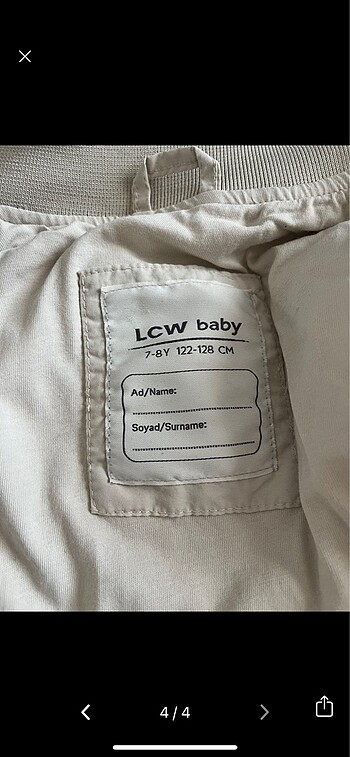 LCW baby
7-8Y 122-128 CM
Ad/Name:
Soyad/Surname:
4/4